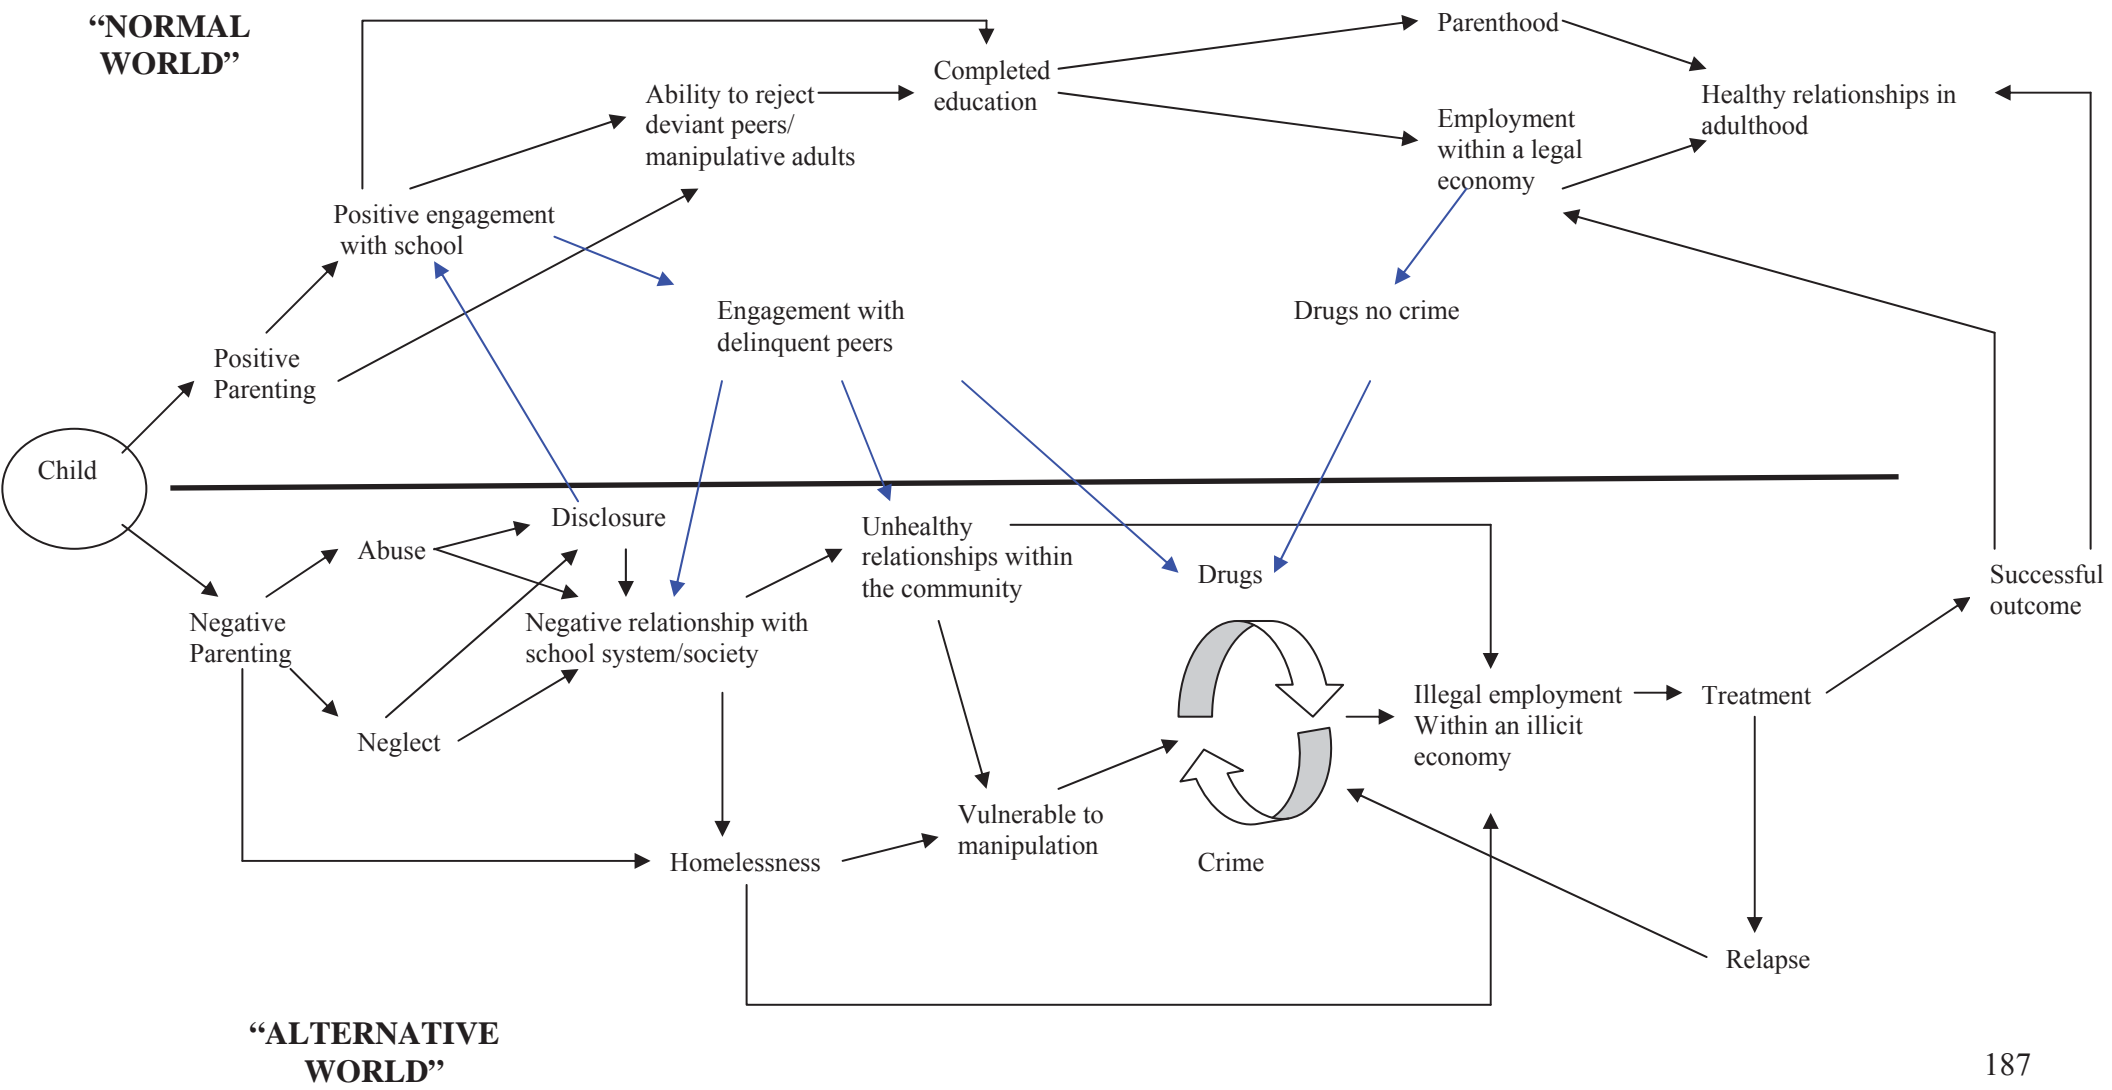 “NORMAL
WORLD”
Parenthood
Completed
education
Ability to reject
deviant peers/
manipulative adults
Healthy relationships in
adulthood
Employment
within a legal
economy
Positive engagement
with school
Engagement with
delinquent peers
Drugs no crime
Positive
Parenting
Child
Disclosure
Abuse
Unhealthy
relationships within
the community
Drugs
Successful
outcome
Negative
Parenting
Negative relationship with
school system/society
Neglect
Illegal employment
Within an illicit
economy
Treatment
Vulnerable to
manipulation
Homelessness
Crime
Relapse
“ALTERNATIVE
WORLD”
187